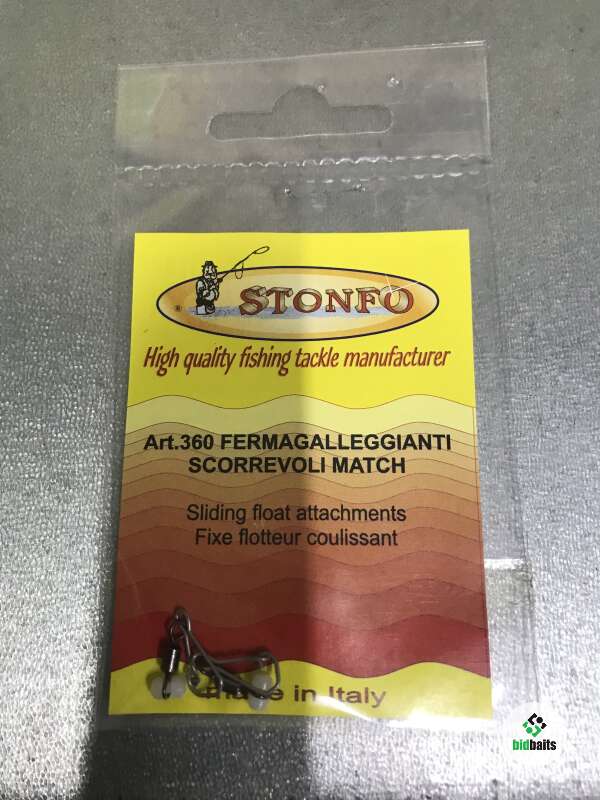 STONFO
®
High quality fishing tackle manufacturer
Art.360 FERMAGALLEGGIANTI
SCORREVOLI MATCH
Sliding float attachments
Fixe flotteur coulissant
made in Italy
bidbaits